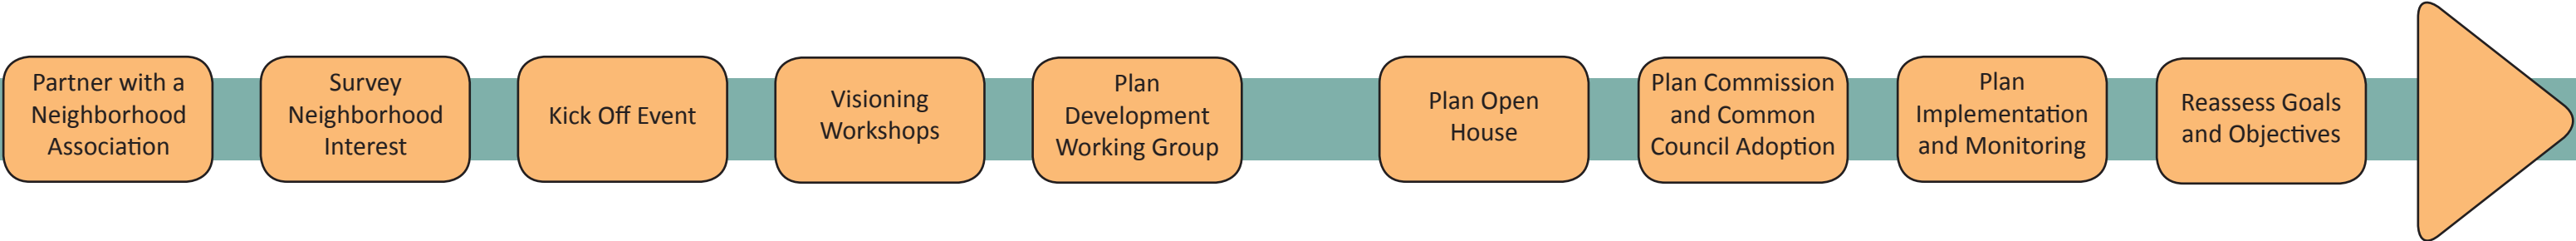 Partner with a
Neighborhood
Association
Survey
Neighborhood
Interest
Kick Off Event
Visioning
Workshops
Plan
Development
Working Group
Plan Open
House
Plan Commission
and Common
Council Adoption
Plan
Implementation
and Monitoring
Reassess Goals
and Objectives